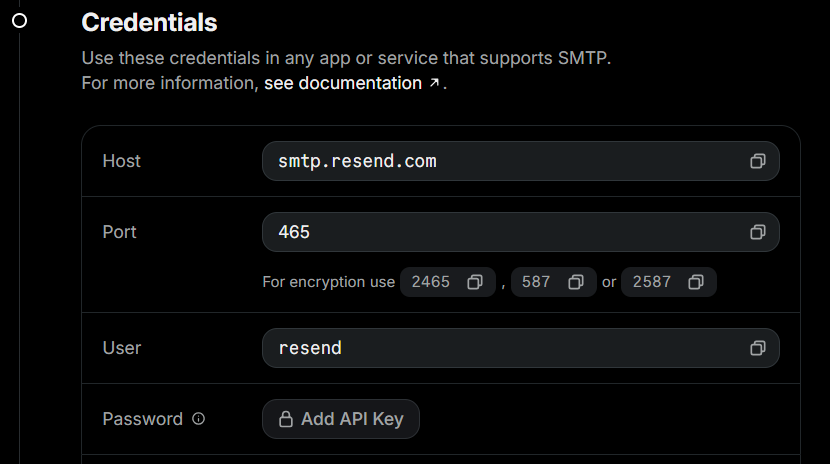 Credentials
Use these credentials in any app or service that supports SMTP.
For more information, see documentation ↗.
Host smtp.resend.com
Port 465
For encryption use 2465 , 587 or 2587
User resend
Password Add API Key